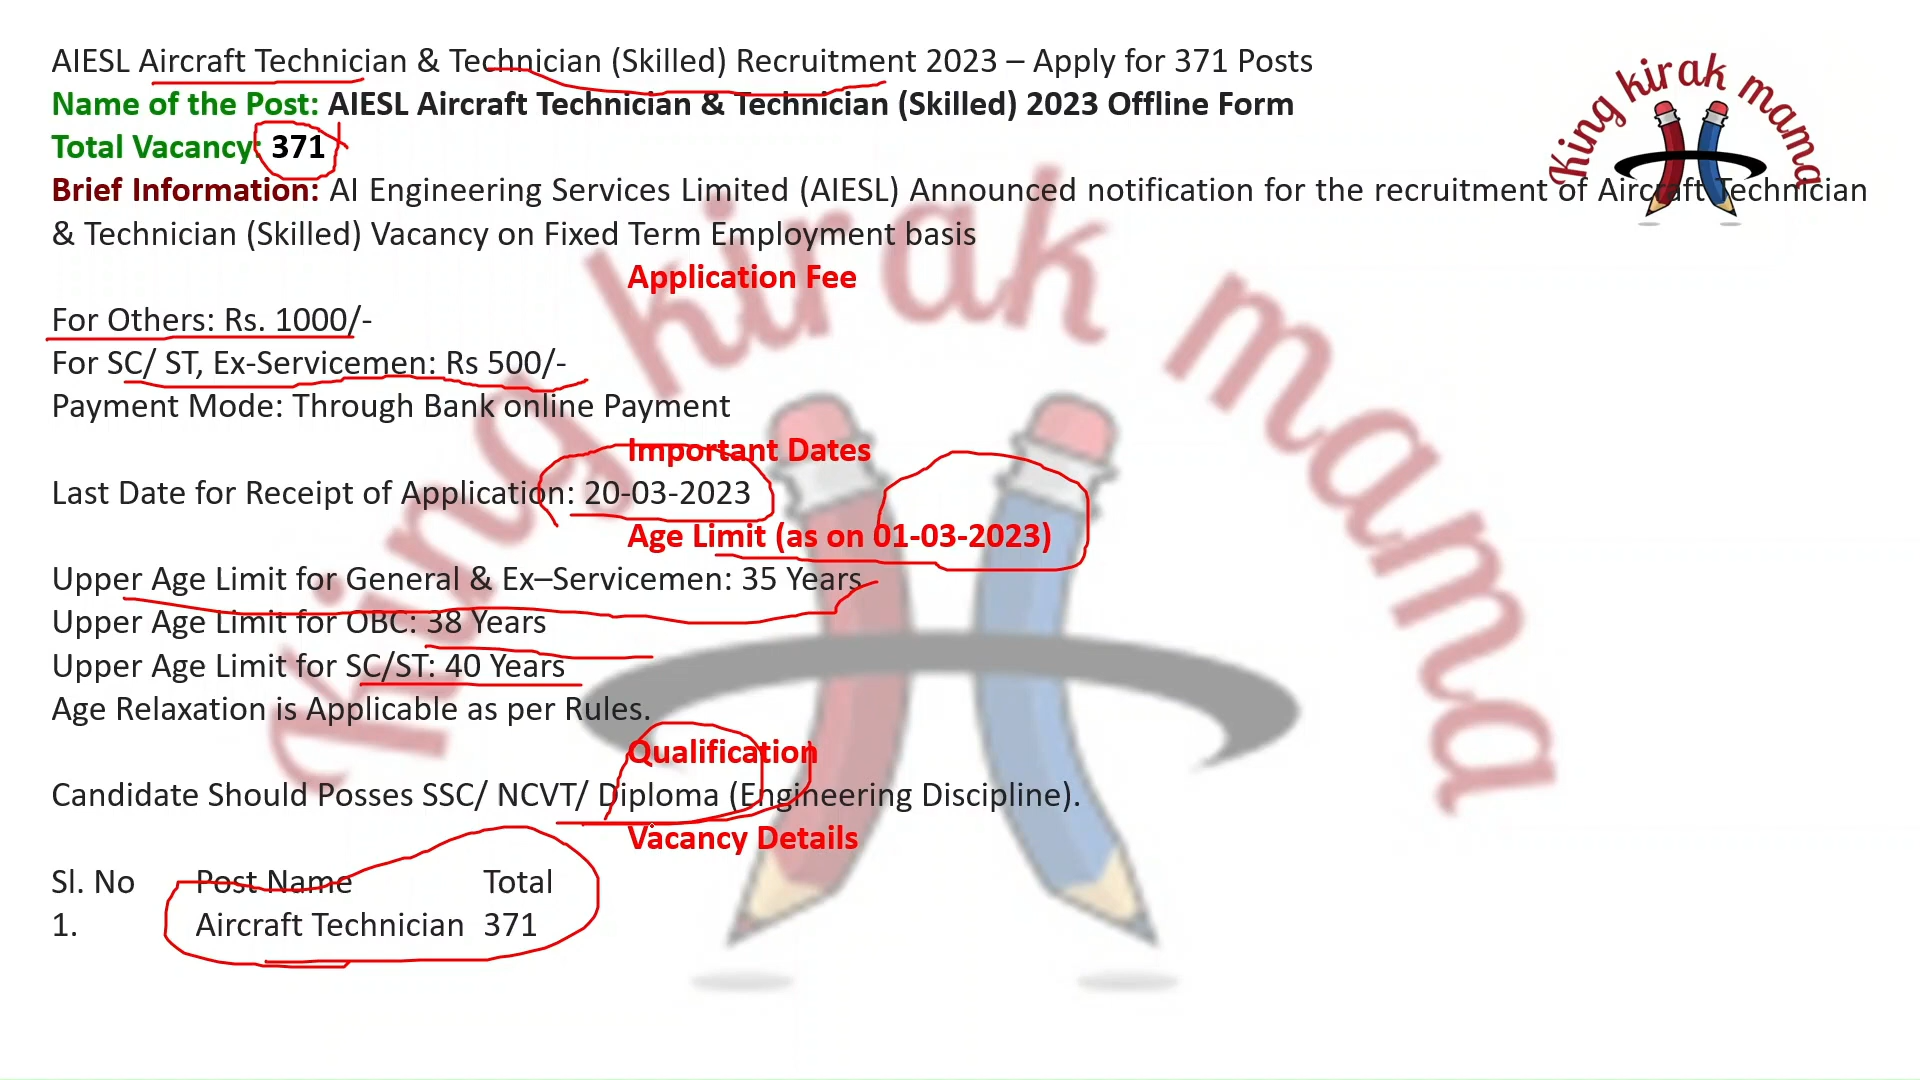 AIESL Aircraft Technician & Technician (Skilled) Recruitment 2023 – Apply for 371 Posts
Name of the Post: AIESL Aircraft Technician & Technician (Skilled) 2023 Offline Form
Total Vacancy: 371
Brief Information: AI Engineering Services Limited (AIESL) Announced notification for the recruitment of Aircraft Technician
& Technician (Skilled) Vacancy on Fixed Term Employment basis
Application Fee
For Others: Rs. 1000/-
For SC/ ST, Ex-Servicemen: Rs 500/-
Payment Mode: Through Bank online Payment
Important Dates
Last Date for Receipt of Application: 20-03-2023
Age Limit (as on 01-03-2023)
Upper Age Limit for General & Ex–Servicemen: 35 Years
Upper Age Limit for OBC: 38 Years
Upper Age Limit for SC/ST: 40 Years
Age Relaxation is Applicable as per Rules.
Qualification
Candidate Should Posses SSC/ NCVT/ Diploma (Engineering Discipline).
Vacancy Details
Sl. No Post Name Total
1. Aircraft Technician 371
King kirak mama
King kirak mama